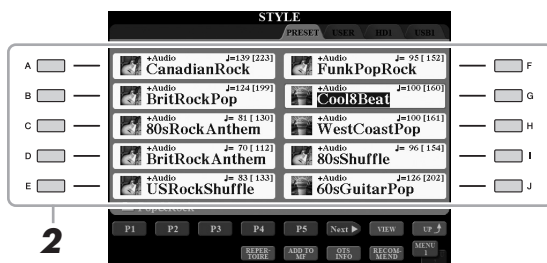 STYLE
PRESET USER HD1 USB1
A +Audio ♩=139 [223] CanadianRock
+Audio ♩= 95 [ 152] FunkPopRock F
B +Audio ♩=124 [199] BritRockPop
+Audio ♩=100 [160] Cool8Beat G
C +Audio ♩= 81 [ 130] 80sRockAnthem
+Audio ♩=100 [161] WestCoastPop H
D +Audio ♩= 70 [ 112] BritRockAnthem
+Audio ♩= 96 [ 154] 80sShuffle I
E +Audio ♩= 83 [ 133] USRockShuffle
+Audio ♩=126 [202] 60sGuitarPop J
2
Pop&Rock
P1 P2 P3 P4 P5 Next VIEW UP
REPER-
TOIRE
ADD TO
MF
OTS
INFO
RECOM-
MEND
MENU
1